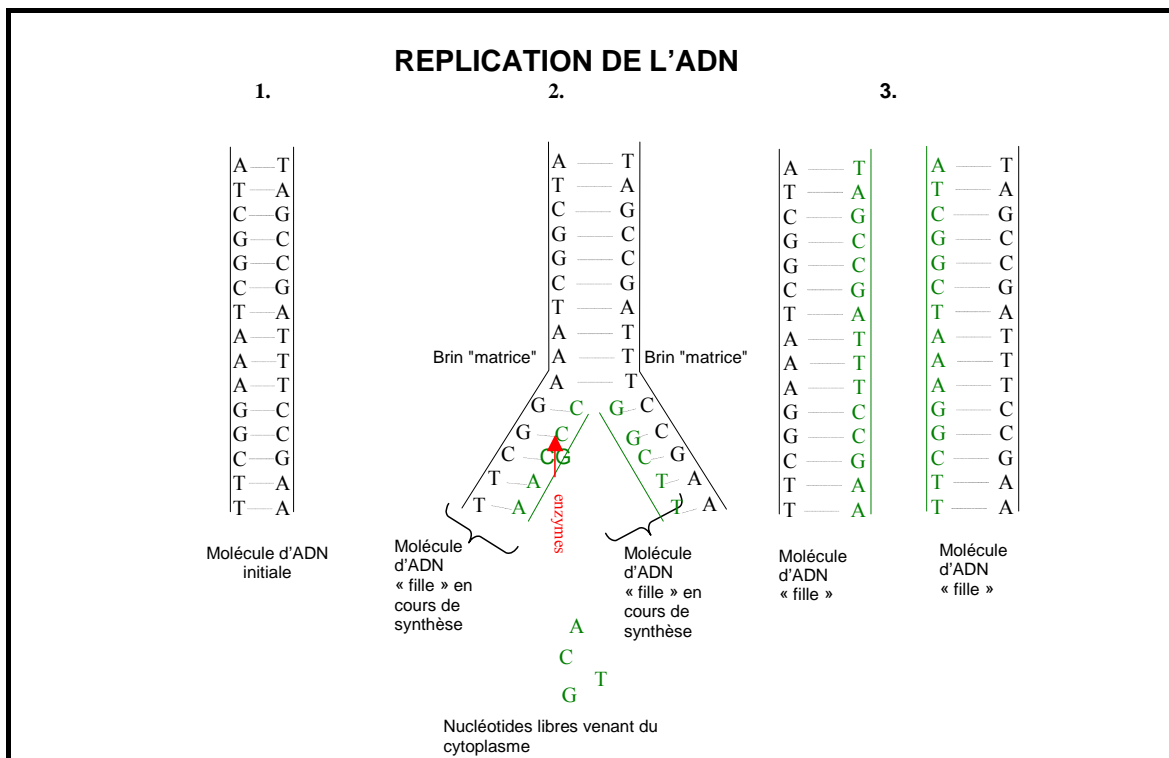 REPLICATION DE L'ADN
1. 2. 3.
A T A T A T A T
T A T A T A T A
C G C G C G C G
G C G C G C G C
G C G C G C G C
C G C G C G C G
T A T A T A T A
A T A T A T A T
Brin "matrice" Brin "matrice"
A T A T A T A T
A T A T A T A T
G C G C G C G C G C
G C G C G C G C G C
C G C CG C G C G C G
T A T A T A T A T A
T A T A T A T A T A
enzymes
Molécule d'ADN
initiale
Molécule
d'ADN
« fille » en
cours de
synthèse
Molécule
d'ADN
« fille » en
cours de
synthèse
Molécule
d'ADN
« fille »
Molécule
d'ADN
« fille »
A
C
T
G
Nucléotides libres venant du
cytoplasme